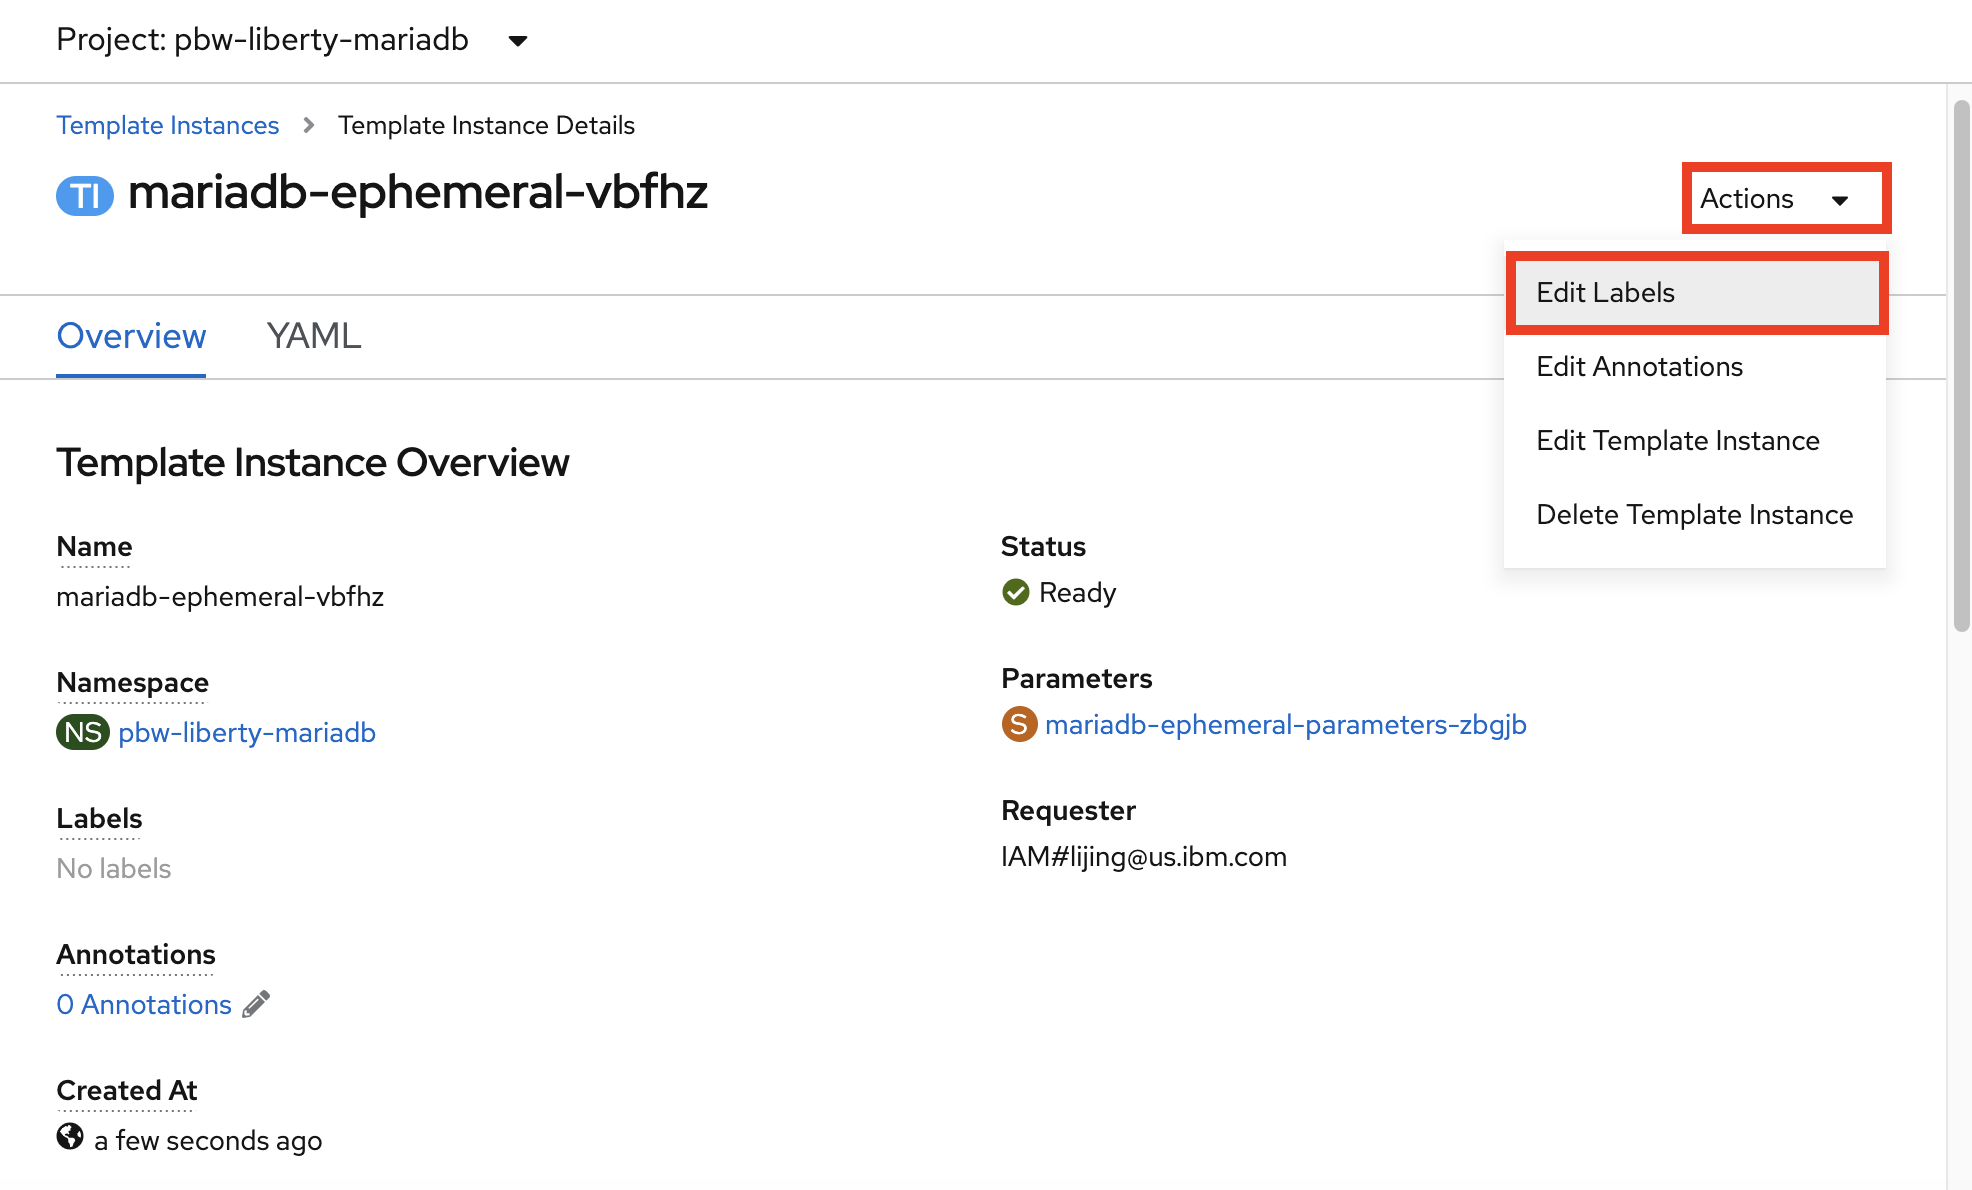 Project: pbw-liberty-mariadb
Template Instances > Template Instance Details
TI mariadb-ephemeral-vbfhz
Actions
Edit Labels
Edit Annotations
Edit Template Instance
Delete Template Instance
Overview YAML
Template Instance Overview
Name
mariadb-ephemeral-vbfhz
Namespace
NS pbw-liberty-mariadb
Labels
No labels
Annotations
0 Annotations
Created At
a few seconds ago
Status
Ready
Parameters
S mariadb-ephemeral-parameters-zbgjb
Requester
IAM#lijing@us.ibm.com